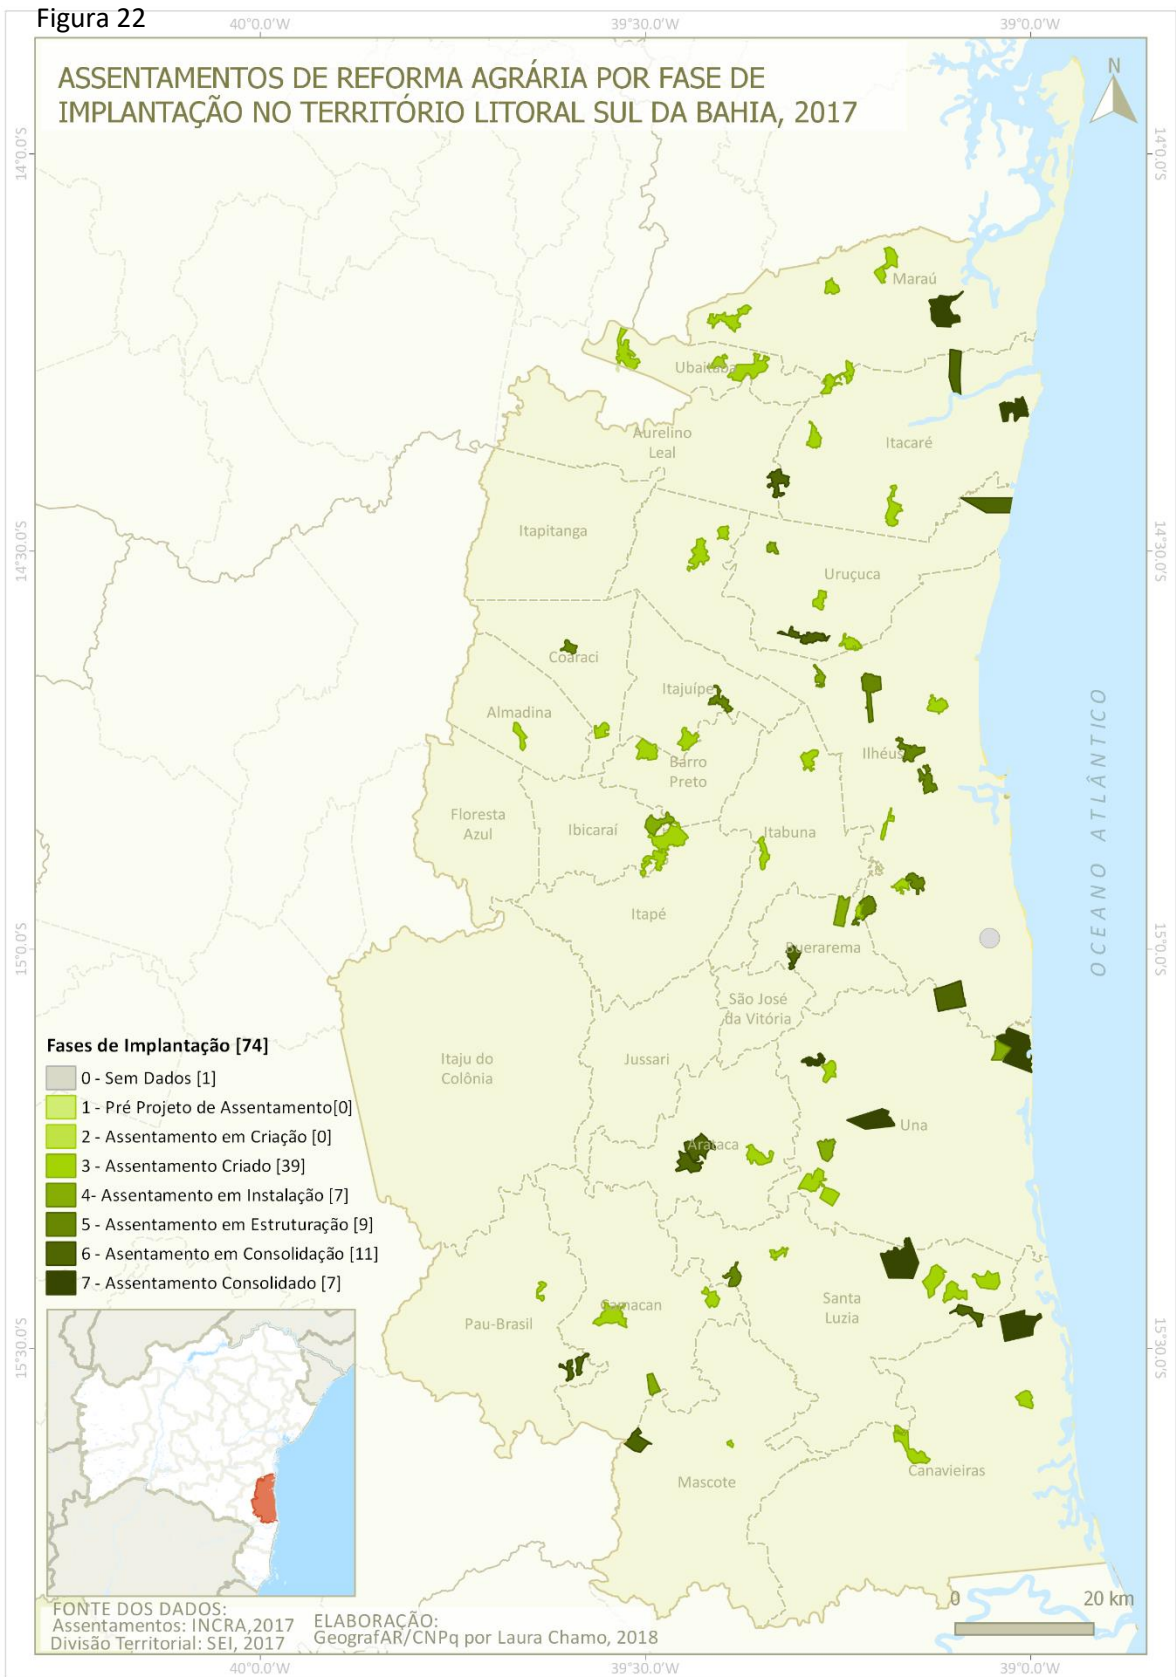 Figura 22
40°0.0'W
39°30.0'W
39°0.0'W
ASSENTAMENTOS DE REFORMA AGRÁRIA POR FASE DE
IMPLANTAÇÃO NO TERRITÓRIO LITORAL SUL DA BAHIA, 2017
N
14°0.0'S
14°0.0'S
Maraú
Ubaitaba
Aurelino
Leal
Itacaré
Itapitanga
14°30.0'S
14°30.0'S
Uruçuca
Coaraci
Itajuípe
Almadina
Ilhéus
Barro
Preto
Floresta
Azul
Ibicaraí
Itabuna
OCEANO ATLÂNTICO
Itapé
Buerarema
15°0.0'S
15°0.0'S
São José
da Vitória
Itaju do
Colônia
Jussari
Una
Arataca
Fases de Implantação [74]
0 - Sem Dados [1]
1 - Pré Projeto de Assentamento[0]
2 - Assentamento em Criação [0]
3 - Assentamento Criado [39]
4- Assentamento em Instalação [7]
5 - Assentamento em Estruturação [9]
6 - Asentamento em Consolidação [11]
7 - Assentamento Consolidado [7]
Santa
Luzia
Camacan
Pau-Brasil
15°30.0'S
15°30.0'S
Mascote
Canavieiras
0 20 km
FONTE DOS DADOS:
Assentamentos: INCRA,2017
Divisão Territorial: SEI, 2017
ELABORAÇÃO:
GeografAR/CNPq por Laura Chamo, 2018
40°0.0'W
39°30.0'W
39°0.0'W